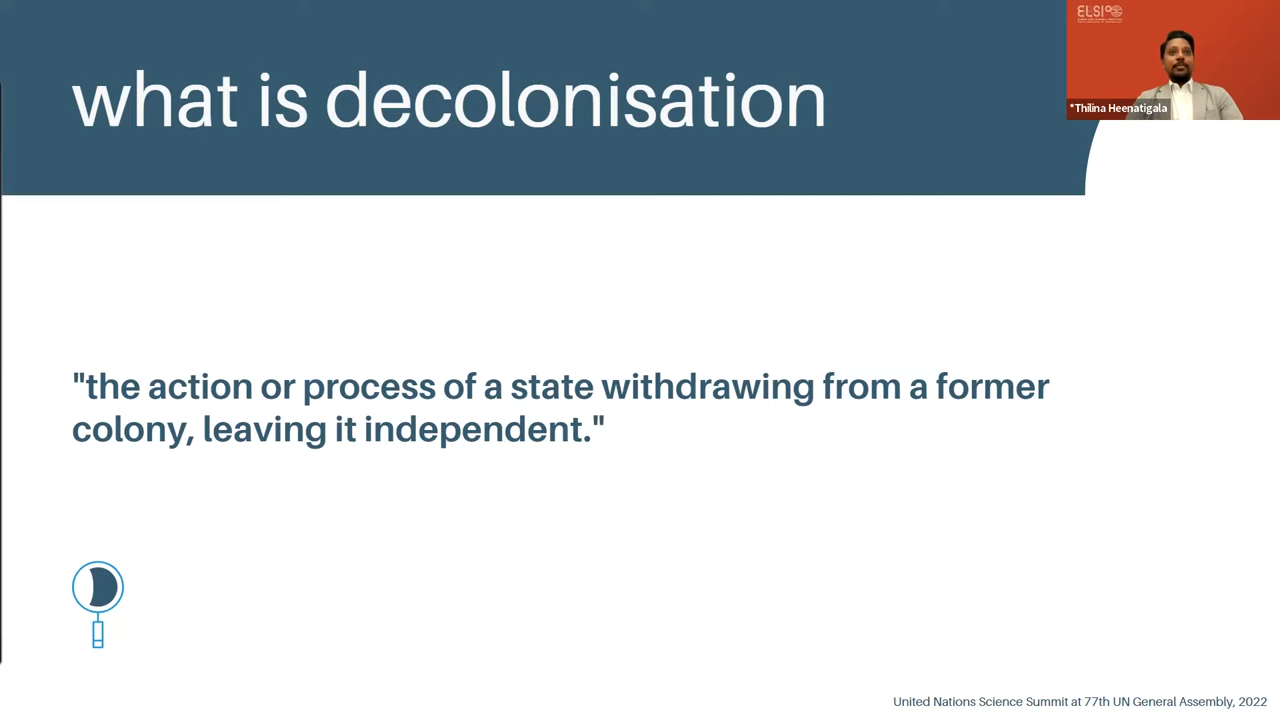 what is decolonisation
ELSI
*Thilina Heenatigala
"the action or process of a state withdrawing from a former
colony, leaving it independent."
United Nations Science Summit at 77th UN General Assembly, 2022